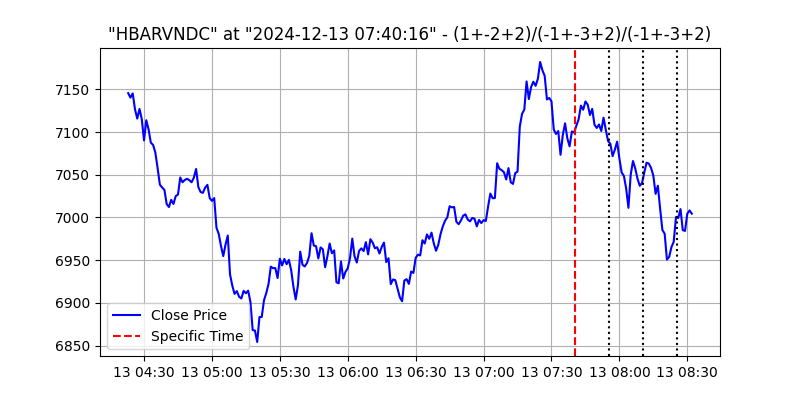 "HBARVNDC" at "2024-12-13 07:40:16" - (1+-2+2)/(-1+-3+2)/(-1+-3+2)
7150
7100
7050
7000
6950
6900
6850
Close Price
Specific Time
13 04:30 13 05:00 13 05:30 13 06:00 13 06:30 13 07:00 13 07:30 13 08:00 13 08:30